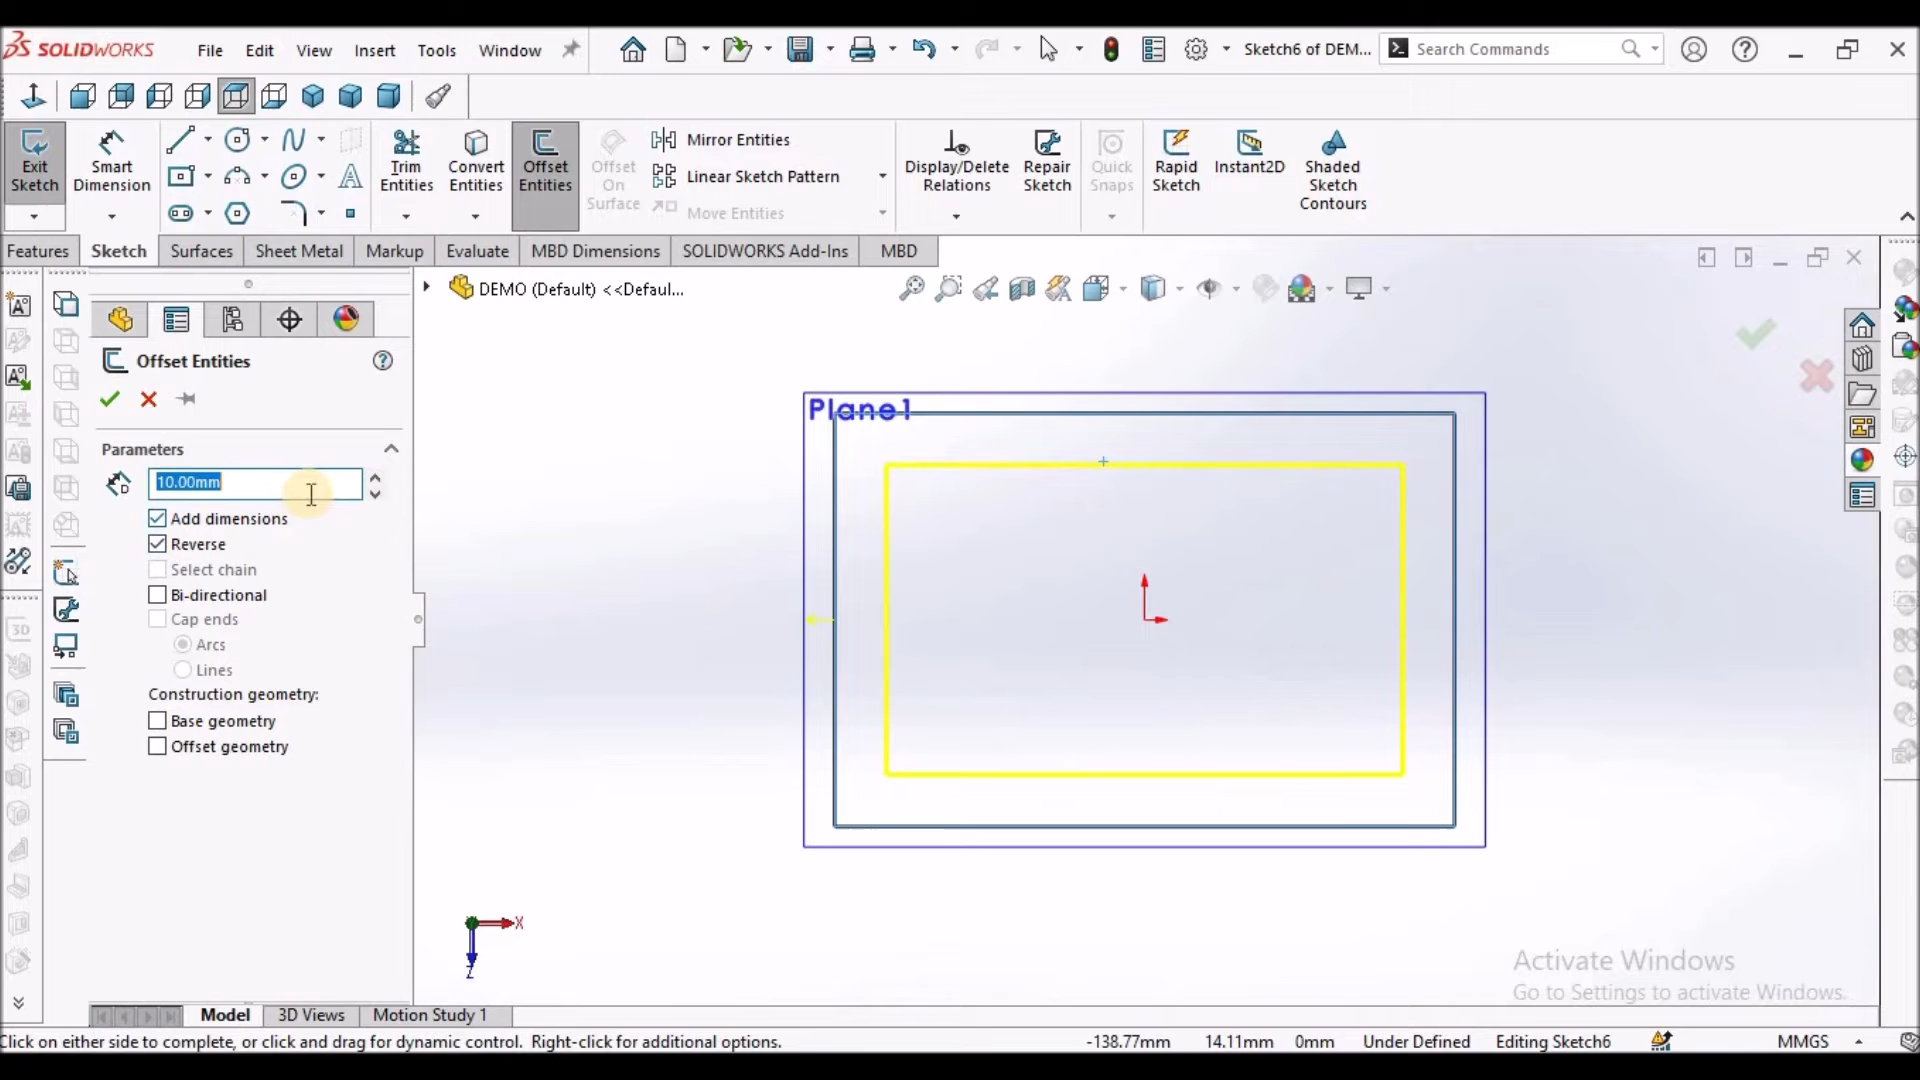 SOLIDWORKS File Edit View Insert Tools Window Sketch6 of DEM... Search Commands
Exit Sketch
Smart Dimension
Trim Entities
Convert Entities
Offset Entities
Offset On Surface
Mirror Entities
Linear Sketch Pattern
Move Entities
Display/Delete Relations
Repair Sketch
Quick Snaps
Rapid Sketch
Instant2D
Shaded Sketch Contours
Features Sketch Surfaces Sheet Metal Markup Evaluate MBD Dimensions SOLIDWORKS Add-Ins MBD
DEMO (Default) <<Defaul...
Offset Entities
Parameters
10.00mm
Add dimensions
Reverse
Select chain
Bi-directional
Cap ends
Arcs
Lines
Construction geometry:
Base geometry
Offset geometry
Plane1
X
Z
3D
Activate Windows
Go to Settings to activate Windows.
Model 3D Views Motion Study 1
Click on either side to complete, or click and drag for dynamic control. Right-click for additional options. -138.77mm 14.11mm 0mm Under Defined Editing Sketch6 MMGS